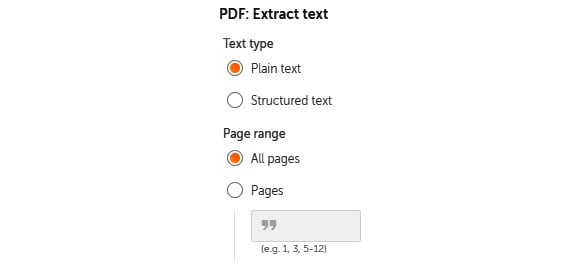 PDF: Extract text
Text type
Plain text
Structured text
Page range
All pages
Pages
(e.g. 1, 3, 5-12)